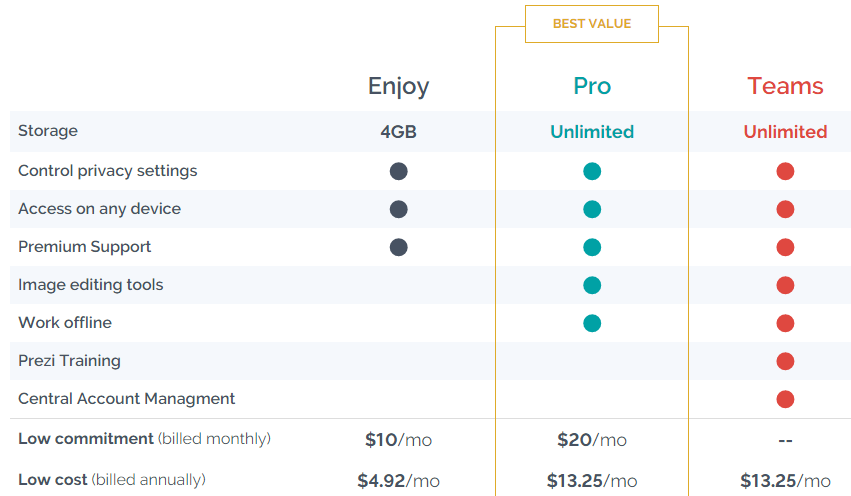 BEST VALUE
Enjoy Pro Teams
Storage 4GB Unlimited Unlimited
Control privacy settings
Access on any device
Premium Support
Image editing tools
Work offline
Prezi Training
Central Account Managment
Low commitment (billed monthly) $10/mo $20/mo --
Low cost (billed annually) $4.92/mo $13.25/mo $13.25/mo